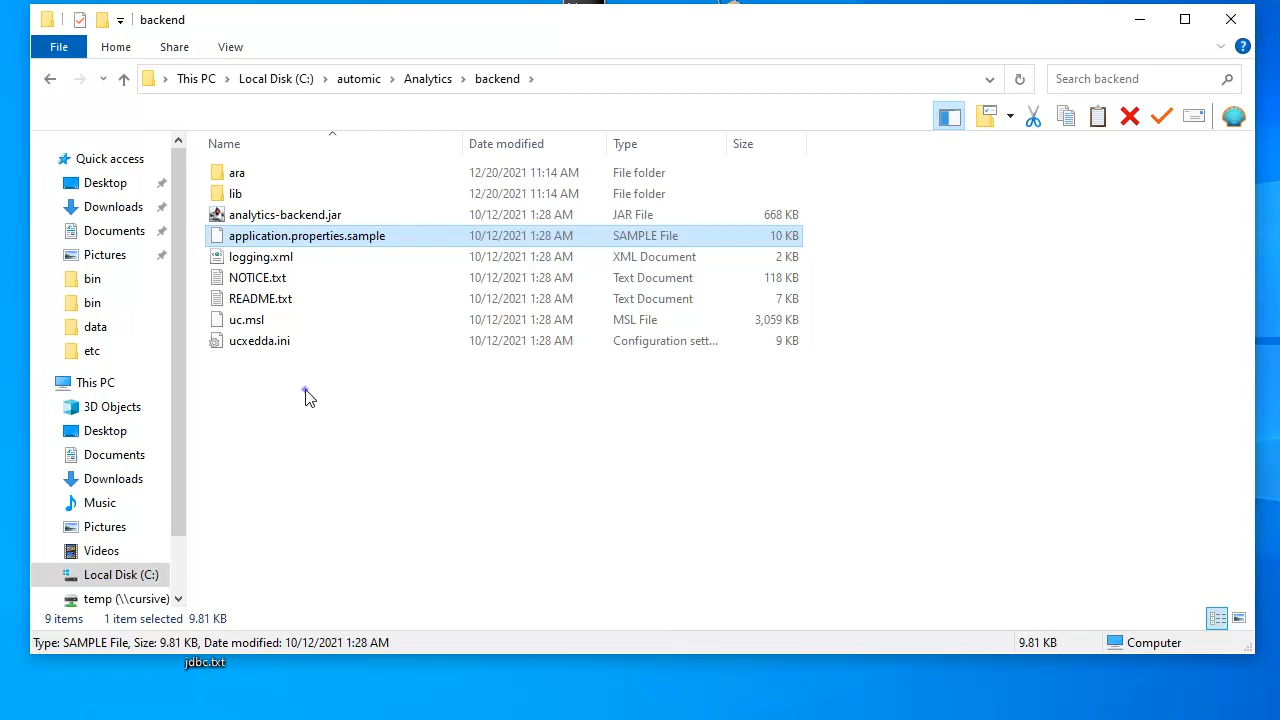 backend
File Home Share View
This PC Local Disk (C:) automic Analytics backend Search backend
Name Date modified Type Size
Quick access
Desktop
Downloads
Documents
Pictures
bin
bin
data
etc
This PC
3D Objects
Desktop
Documents
Downloads
Music
Pictures
Videos
Local Disk (C:)
temp (\\cursive)
ara 12/20/2021 11:14 AM File folder
lib 12/20/2021 11:14 AM File folder
analytics-backend.jar 10/12/2021 1:28 AM JAR File 668 KB
application.properties.sample 10/12/2021 1:28 AM SAMPLE File 10 KB
logging.xml 10/12/2021 1:28 AM XML Document 2 KB
NOTICE.txt 10/12/2021 1:28 AM Text Document 118 KB
README.txt 10/12/2021 1:28 AM Text Document 7 KB
uc.msl 10/12/2021 1:28 AM MSL File 3,059 KB
ucxedda.ini 10/12/2021 1:28 AM Configuration sett... 9 KB
9 items 1 item selected 9.81 KB
Type: SAMPLE File, Size: 9.81 KB, Date modified: 10/12/2021 1:28 AM 9.81 KB Computer
jdbc.txt